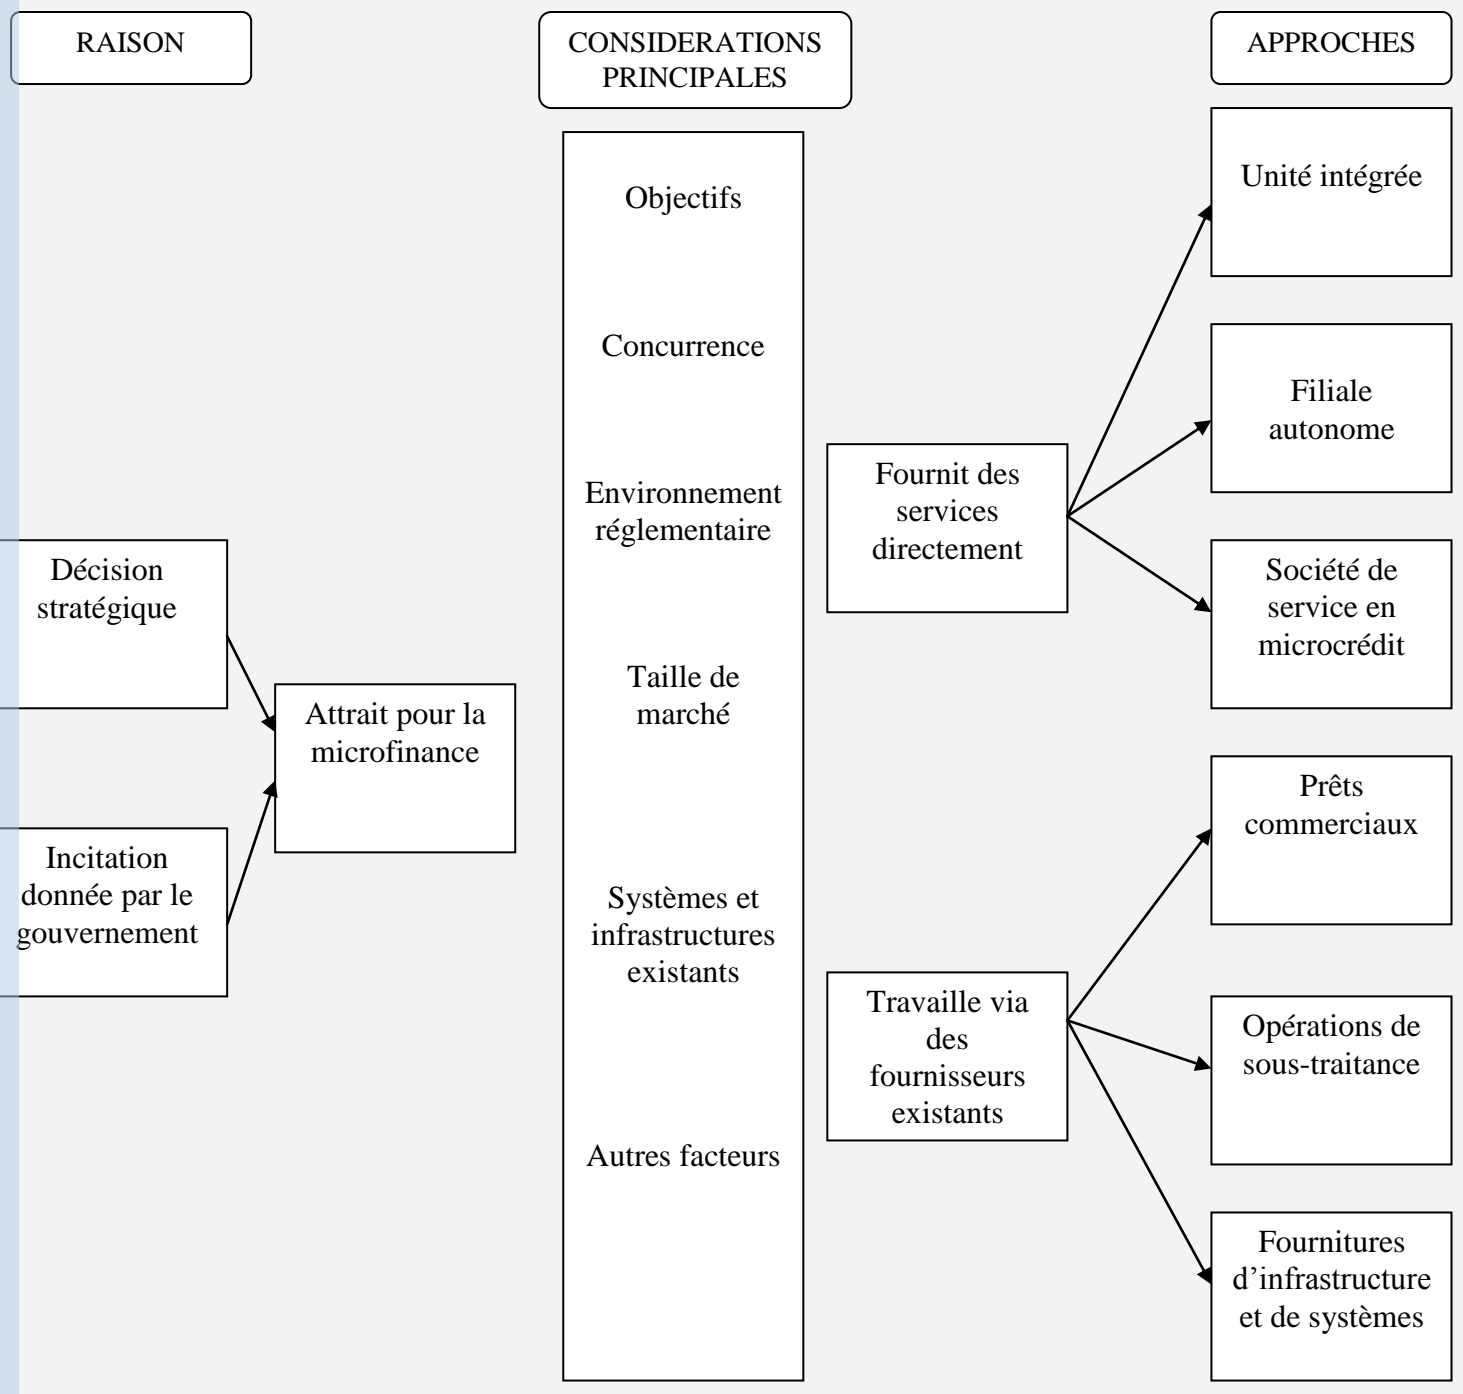 RAISON
CONSIDERATIONS
PRINCIPALES
APPROCHES
Décision
stratégique
Incitation
donnée par le
gouvernement
Attrait pour la
microfinance
Objectifs
Concurrence
Environnement
réglementaire
Taille de
marché
Systèmes et
infrastructures
existants
Autres facteurs
Fournit des
services
directement
Travaille via
des
fournisseurs
existants
Unité intégrée
Filiale
autonome
Société de
service en
microcrédit
Prêts
commerciaux
Opérations de
sous-traitance
Fournitures
d’infrastructure
et de systèmes